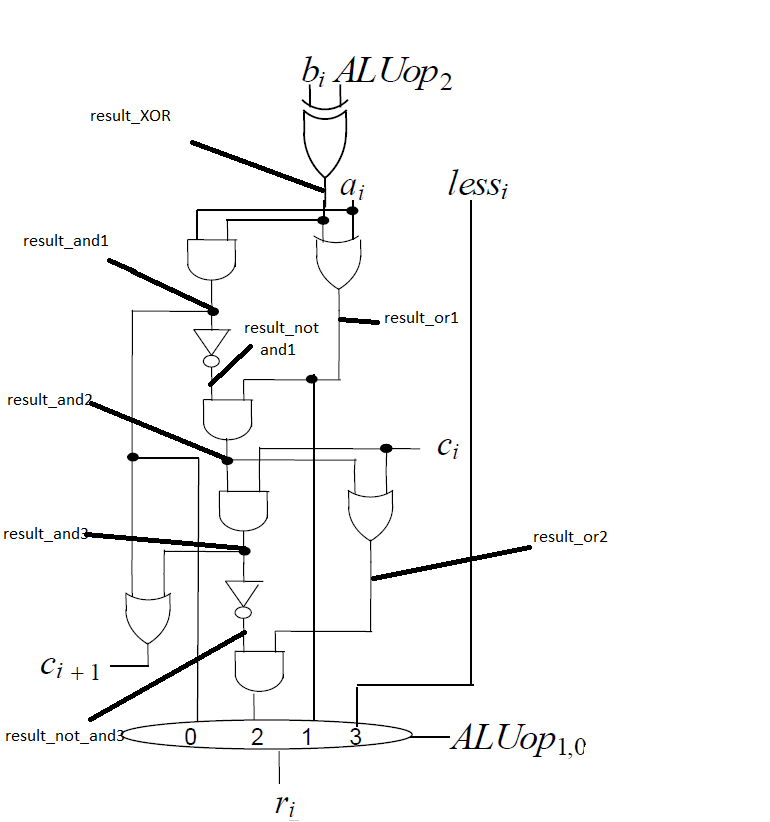 b_i ALUop_2
result_XOR
a_i
less_i
result_and1
result_or1
result_not
and1
result_and2
c_i
result_and3
result_or2
c_{i + 1}
result_not_and3
0 2 1 3
ALUop_{1,0}
r_i